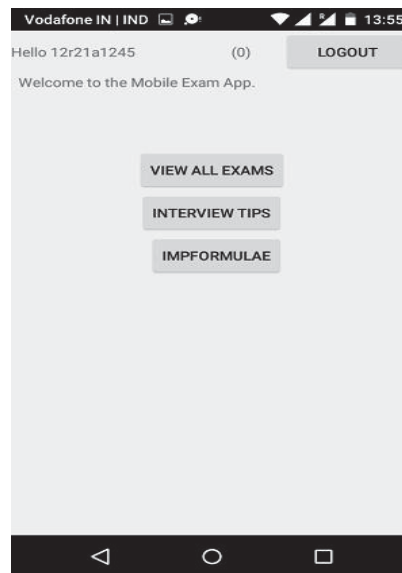 Vodafone IN | IND 13:55
Hello 12r21a1245 (0) LOGOUT
Welcome to the Mobile Exam App.
VIEW ALL EXAMS
INTERVIEW TIPS
IMPFORMULAE